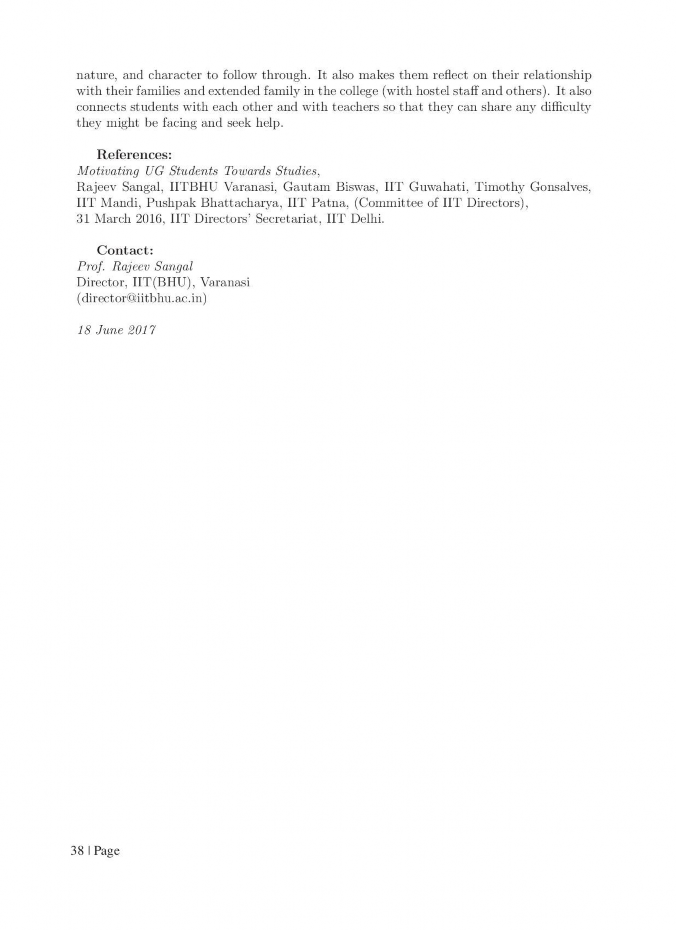 nature, and character to follow through. It also makes them reflect on their relationship
with their families and extended family in the college (with hostel staff and others). It also
connects students with each other and with teachers so that they can share any difficulty
they might be facing and seek help.
References:
Motivating UG Students Towards Studies,
Rajeev Sangal, IITBHU Varanasi, Gautam Biswas, IIT Guwahati, Timothy Gonsalves,
IIT Mandi, Pushpak Bhattacharya, IIT Patna, (Committee of IIT Directors),
31 March 2016, IIT Directors' Secretariat, IIT Delhi.
Contact:
Prof. Rajeev Sangal
Director, IIT(BHU), Varanasi
(director@iitbhu.ac.in)
18 June 2017
38 | Page